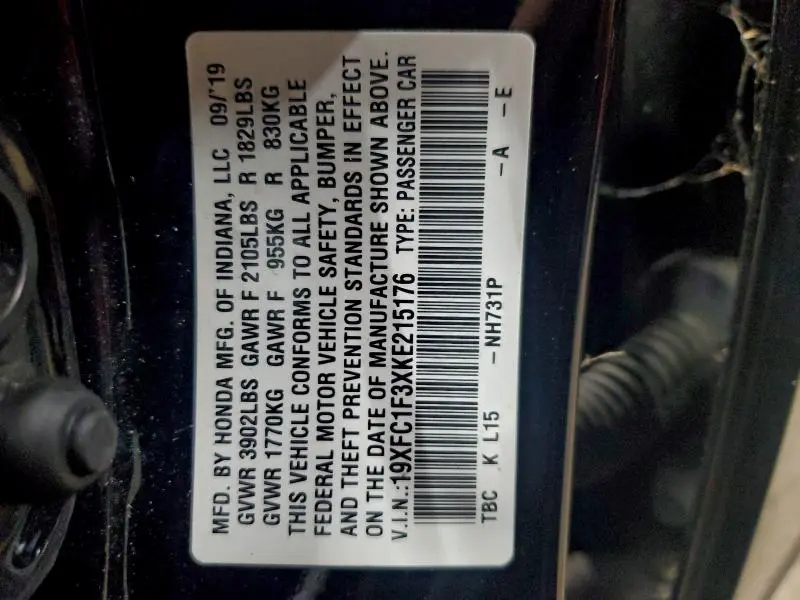 MFD. BY HONDA MFG. OF INDIANA, LLC 09/'19
GVWR 3902LBS GAWR F 2105LBS R 1829LBS
GVWR 1770KG GAWR F 955KG R 830KG
THIS VEHICLE CONFORMS TO ALL APPLICABLE
FEDERAL MOTOR VEHICLE SAFETY, BUMPER,
AND THEFT PREVENTION STANDARDS IN EFFECT
ON THE DATE OF MANUFACTURE SHOWN ABOVE.
V.I.N.:19XFC1F3XKE215176 TYPE: PASSENGER CAR
TBC K L15 -NH731P -A -E